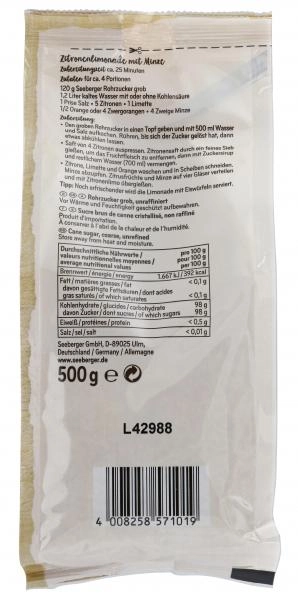 Zitronenlimonade mit Minze
Zubereitungszeit ca. 25 Minuten
Zutaten für ca. 4 Portionen
120 g Seeberger Rohrzucker grob
1,2 Liter kaltes Wasser mit oder ohne Kohlensäure
1 Prise Salz • 5 Zitronen • 1 Limette
1/2 Orange oder 4 Zwergorangen • 4 Zweige Minze
Zubereitung:
• Den groben Rohrzucker in einen Topf geben und mit 500 ml Wasser
und Salz aufkochen. Rühren, bis sich der Zucker gelöst hat, dann
etwas abkühlen lassen.
• Saft von 4 Zitronen auspressen. Zitronensaft durch ein feines Sieb
gießen, um das Fruchtfleisch zu entfernen, dann mit Zuckersirup
und restlichem Wasser (700 ml) vermengen.
• Zitrone, Limette und Orange waschen und in Scheiben schneiden.
Minze abzupfen. Zitrusfrüchte und Minze auf vier Gläser verteilen
und mit Zitronenlimo übergießen.
Tipp: Noch erfrischender wird die Limonade mit Eiswürfeln serviert.
Rohrzucker grob, unraffiniert
Vor Wärme und Feuchtigkeit geschützt aufbewahren.
Sucre brun de canne cristallisé, non raffiné
Produit d'importation.
A conserver à l'abri de la chaleur et de l'humidité.
Cane sugar, coarse, unrefined
Store away from heat and moisture.
Durchschnittliche Nährwerte / pro 100 g
valeurs nutritionnelles moyennes / pour 100 g
average nutritional values per 100 g
Brennwert / énergie / energy 1.667 kJ / 392 kcal
Fett / matières grasses / fat < 0,1 g
davon gesättigte Fettsäuren / dont acides
gras saturés / of which saturates < 0,1 g
Kohlenhydrate / glucides / carbohydrate 98 g
davon Zucker / dont sucres / of which sugars 98 g
Eiweiß / protéines / protein < 0,5 g
Salz / sel / salt < 0,01 g
Seeberger GmbH, D-89025 Ulm,
Deutschland / Germany / Allemagne
www.seeberger.de
500 g e
L42988
4 008258 571019